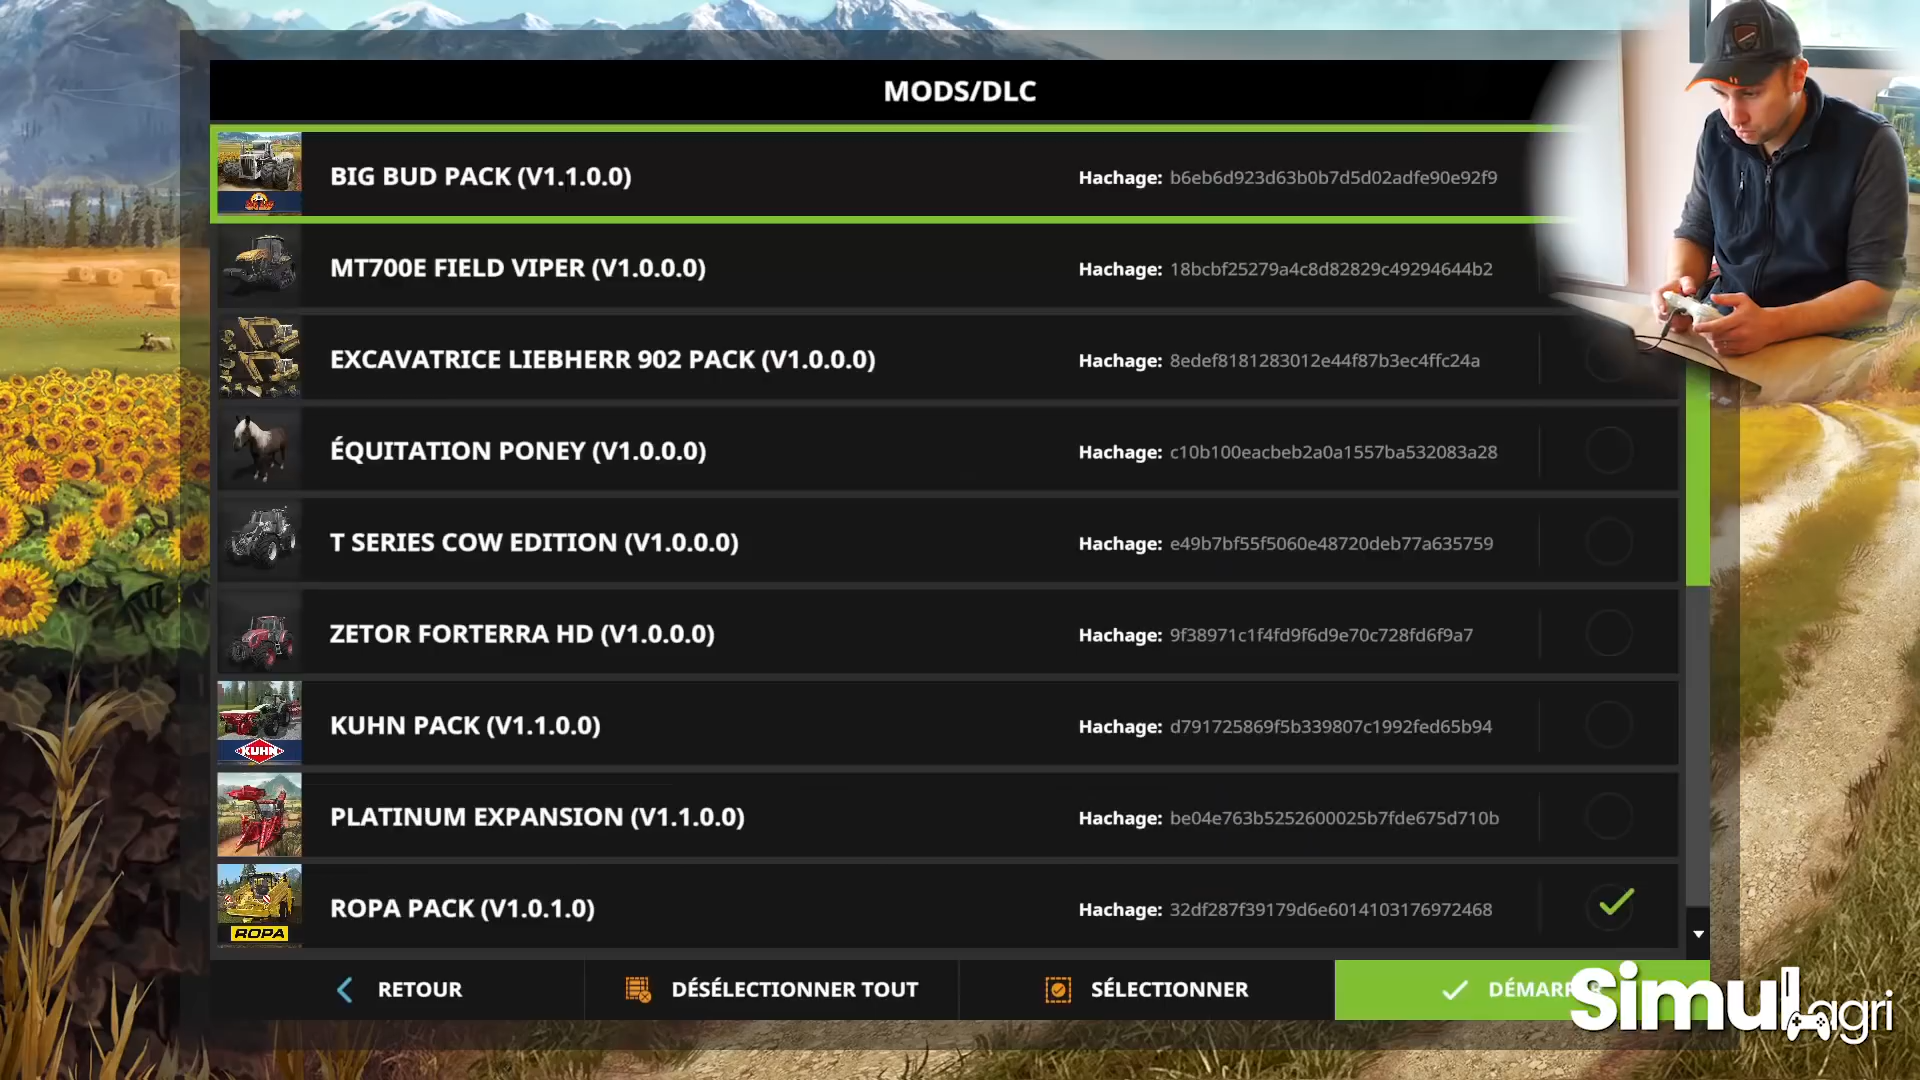 MODS/DLC
BIG BUD PACK (V1.1.0.0) Hachage: b6eb6d923d63b0b7d5d02adfe90e92f9
MT700E FIELD VIPER (V1.0.0.0) Hachage: 18bcbf25279a4c8d82829c49294644b2
EXCAVATRICE LIEBHERR 902 PACK (V1.0.0.0) Hachage: 8edef8181283012e44f87b3ec4ffc24a
ÉQUITATION PONEY (V1.0.0.0) Hachage: c10b100eacbeb2a0a1557ba532083a28
T SERIES COW EDITION (V1.0.0.0) Hachage: e49b7bf55f5060e48720deb77a635759
ZETOR FORTERRA HD (V1.0.0.0) Hachage: 9f38971c1f4fd9f6d9e70c728fd6f9a7
KUHN PACK (V1.1.0.0) Hachage: d791725869f5b339807c1992fed65b94
KUHN
PLATINUM EXPANSION (V1.1.0.0) Hachage: be04e763b5252600025b7fde675d710b
ROPA PACK (V1.0.1.0) Hachage: 32df287f39179d6e6014103176972468
ROPA
RETOUR DÉSÉLECTIONNER TOUT SÉLECTIONNER
Simulagri